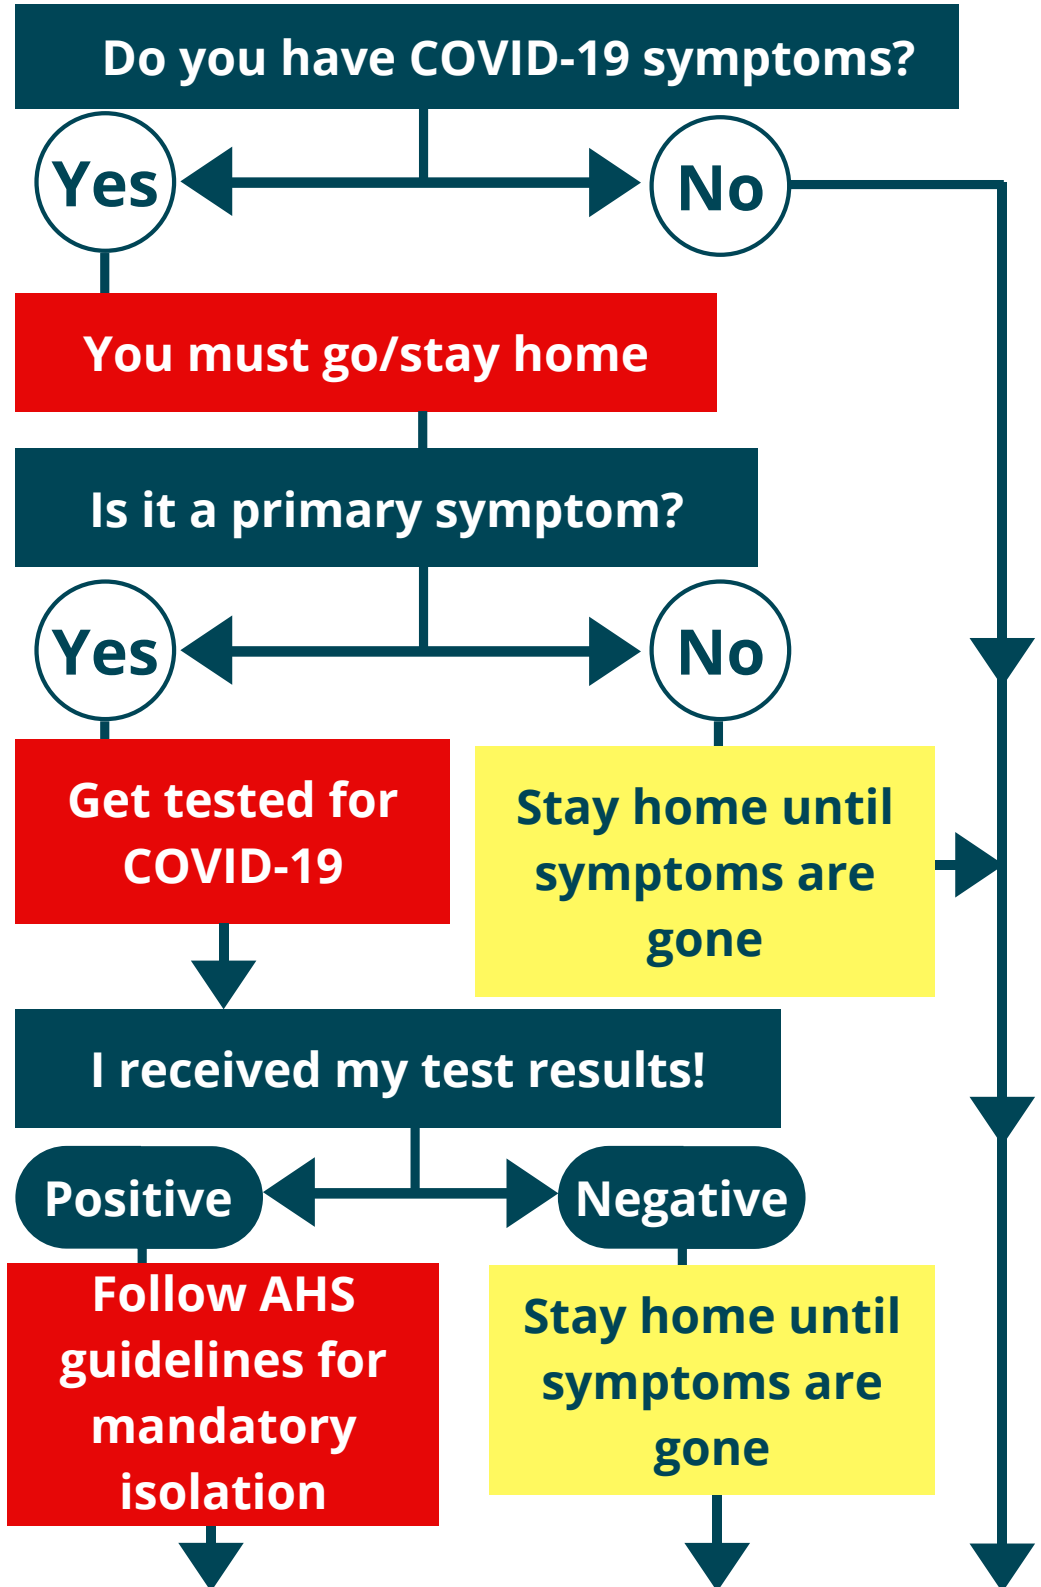 Do you have COVID-19 symptoms?
Yes
No
You must go/stay home
Is it a primary symptom?
Yes
No
Get tested for
COVID-19
Stay home until
symptoms are
gone
I received my test results!
Positive
Negative
Follow AHS
guidelines for
mandatory
isolation
Stay home until
symptoms are
gone